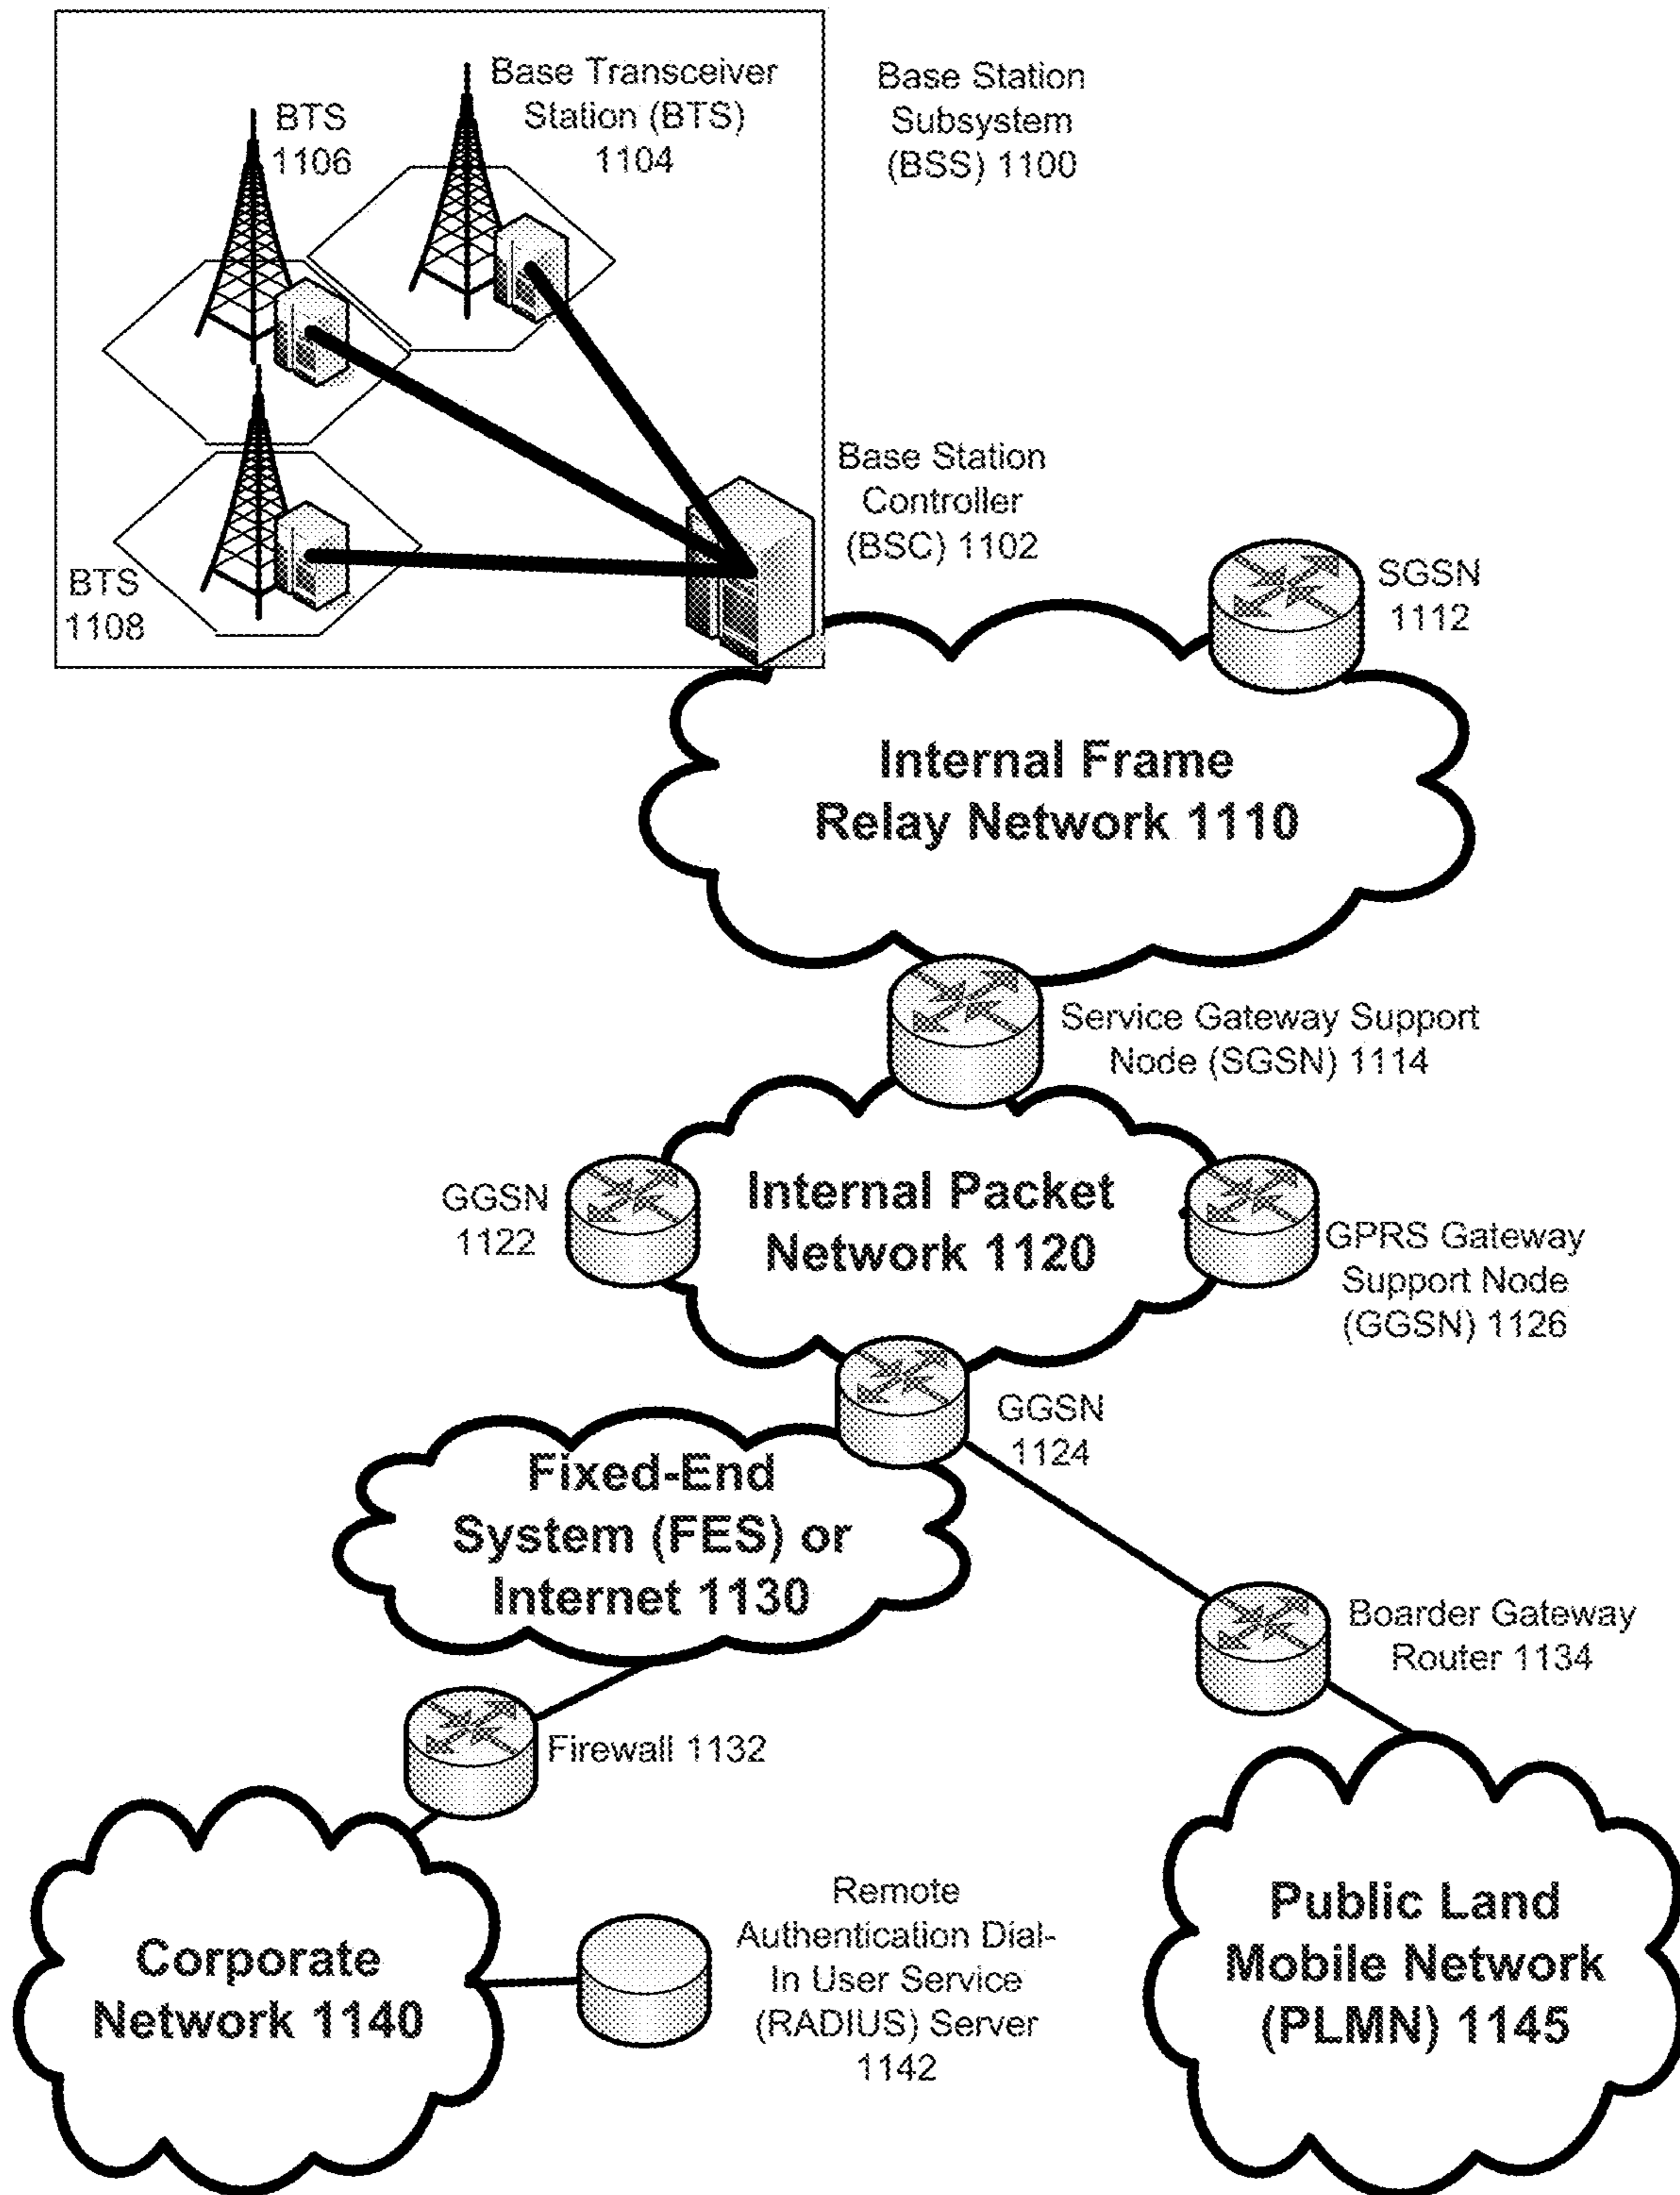 Base Transceiver
Station (BTS)
1104
BTS
1106
Base Station
Subsystem
(BSS) 1100
Base Station
Controller
(BSC) 1102
BTS
1108
SGSN
1112
Internal Frame
Relay Network 1110
Service Gateway Support
Node (SGSN) 1114
GGSN
1122
Internal Packet
Network 1120
GPRS Gateway
Support Node
(GGSN) 1126
GGSN
1124
Fixed-End
System (FES) or
Internet 1130
Boarder Gateway
Router 1134
Firewall 1132
Corporate
Network 1140
Remote
Authentication Dial-
In User Service
(RADIUS) Server
1142
Public Land
Mobile Network
(PLMN) 1145